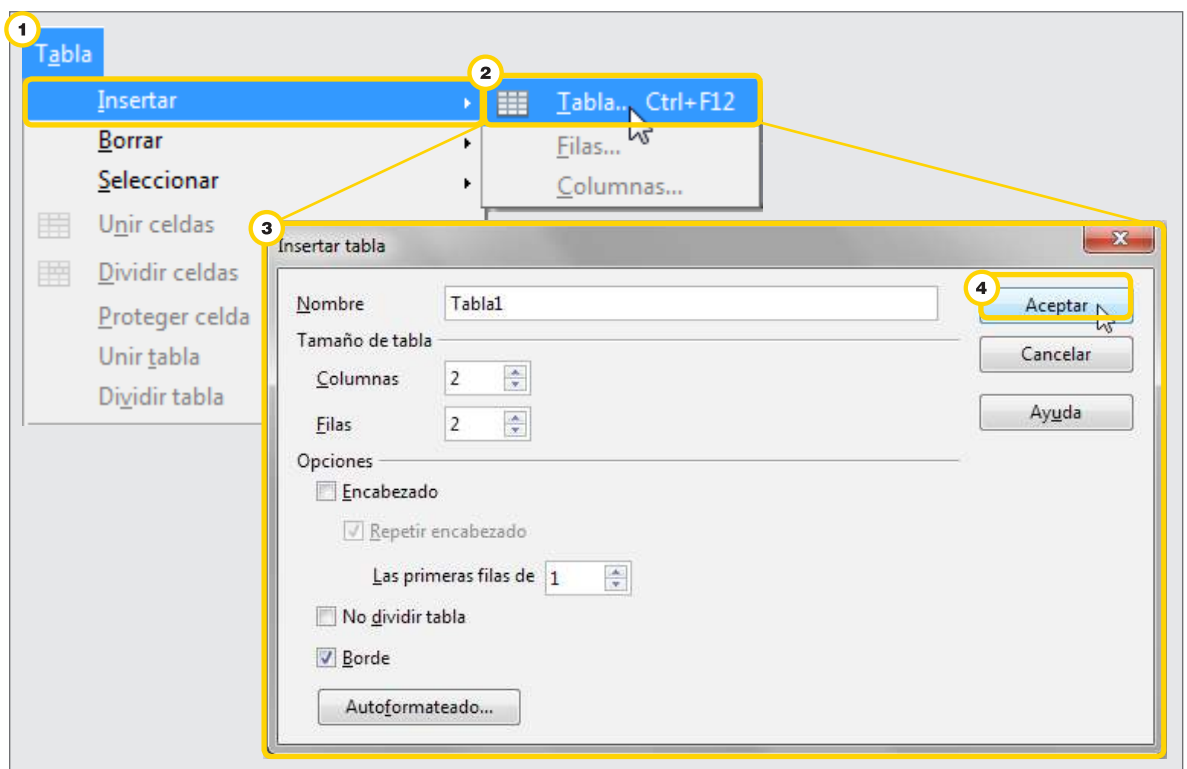 1
Tabla
2
Insertar
Tabla... Ctrl+F12
Borrar
Filas...
Seleccionar
Columnas...
Unir celdas
3
Insertar tabla
Dividir celdas
4
Nombre Tabla1 Aceptar
Proteger celda
Tamaño de tabla
Unir tabla
Cancelar
Columnas 2
Dividir tabla
Ayuda
Filas 2
Opciones
Encabezado
Repetir encabezado
Las primeras filas de 1
No dividir tabla
Borde
Autoformateado...